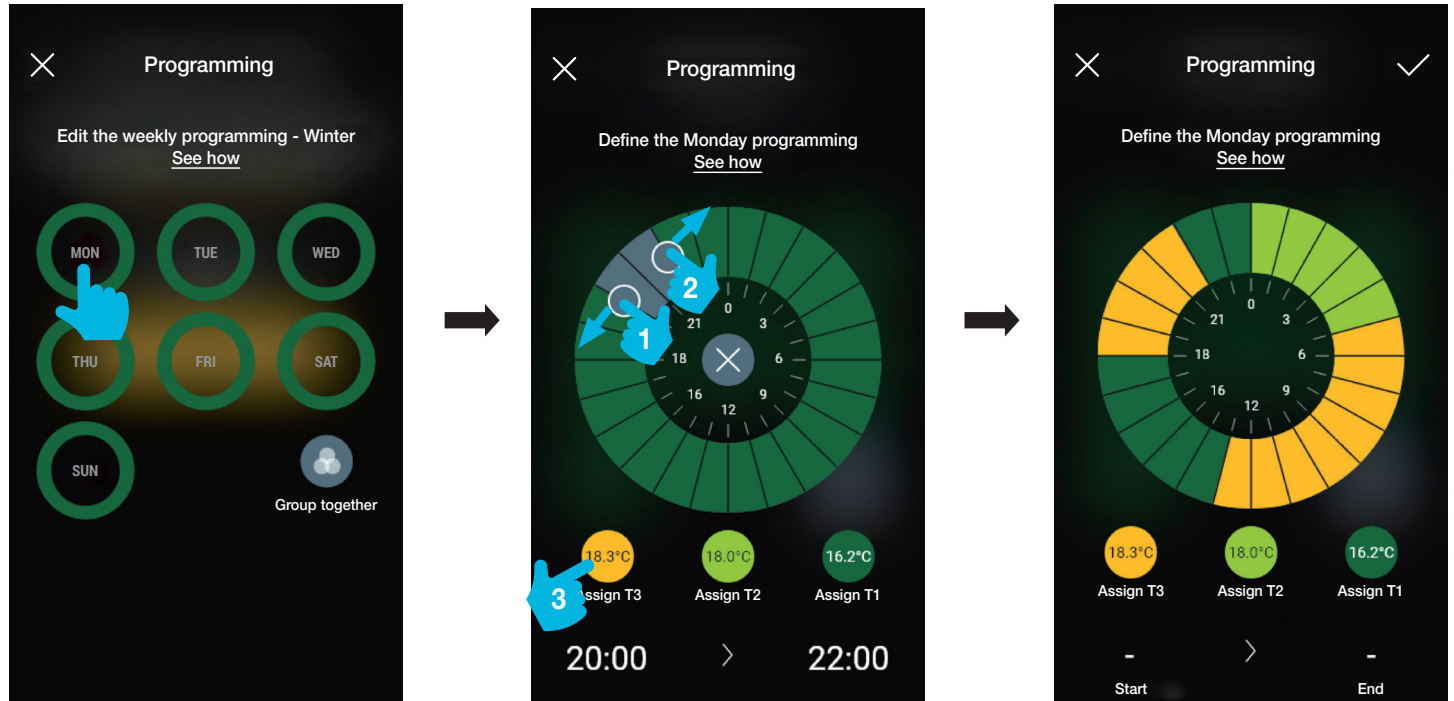 Programming
Edit the weekly programming - Winter
See how
MON
TUE
WED
THU
FRI
SAT
SUN
Group together
Programming
Define the Monday programming
See how
1
2
0
3
6
9
12
16
18
21
18.3°C
18.0°C
16.2°C
3
ssign T3
Assign T2
Assign T1
20:00
22:00
Programming
Define the Monday programming
See how
0
3
6
9
12
16
18
21
18.3°C
18.0°C
16.2°C
Assign T3
Assign T2
Assign T1
- -
Start
End